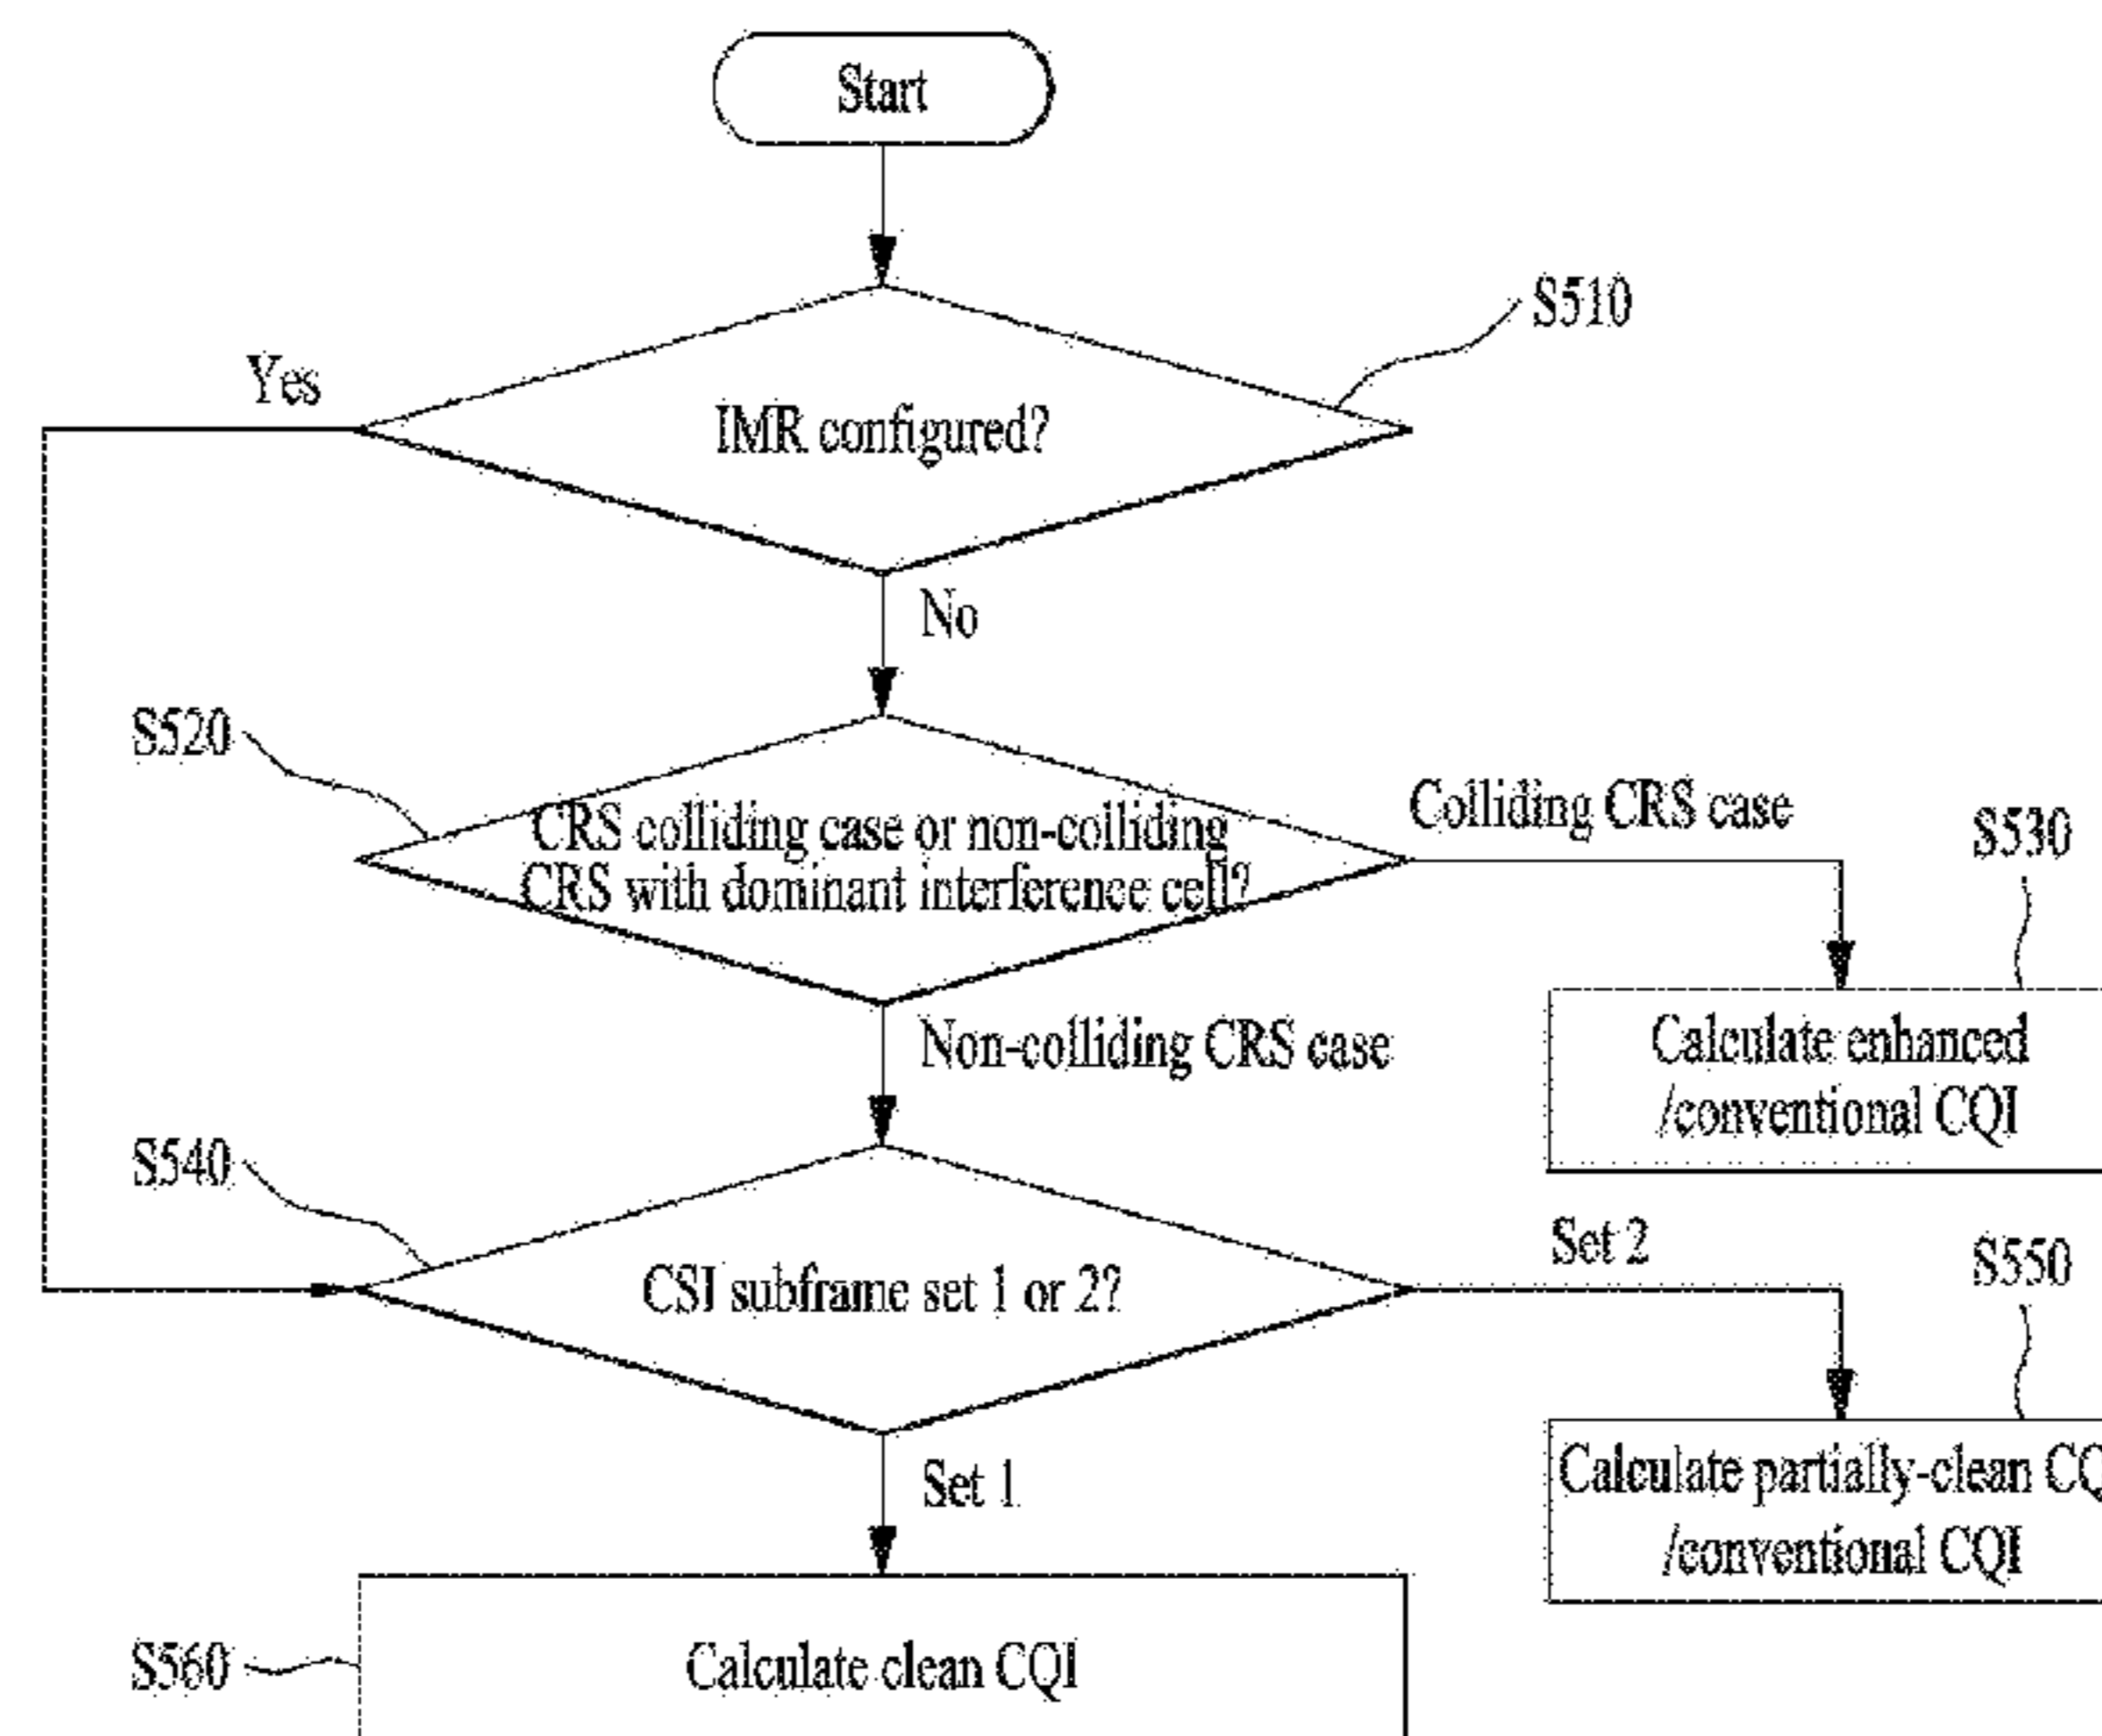 Start
S510
Yes
IMR configured?
No
S520
CRS colliding case or non-colliding
CRS with dominant interference cell?
Colliding CRS case
S530
Calculate enhanced
/conventional CQI
Non-colliding CRS case
S540
CSI subframe set 1 or 2?
Set 2
S550
Calculate partially-clean
/conventional CQI
Set 1
S560
Calculate clean CQI